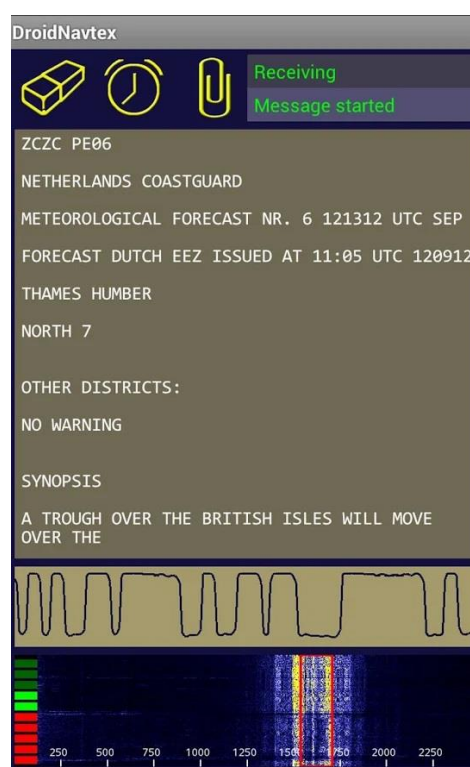 DroidNavtex
Receiving
Message started
ZCZC PE06
NETHERLANDS COASTGUARD
METEOROLOGICAL FORECAST NR. 6 121312 UTC SEP
FORECAST DUTCH EEZ ISSUED AT 11:05 UTC 120912
THAMES HUMBER
NORTH 7
OTHER DISTRICTS:
NO WARNING
SYNOPSIS
A TROUGH OVER THE BRITISH ISLES WILL MOVE
OVER THE
250 500 750 1000 1250 1500 1750 2000 2250